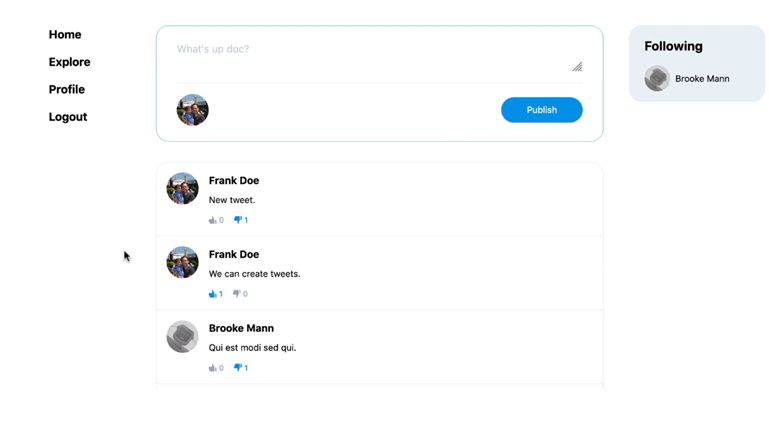 Home
Explore
Profile
Logout
What's up doc?
Publish
Frank Doe
New tweet.
0 1
Frank Doe
We can create tweets.
1 0
Brooke Mann
Qui est modi sed qui.
0 1
Following
Brooke Mann